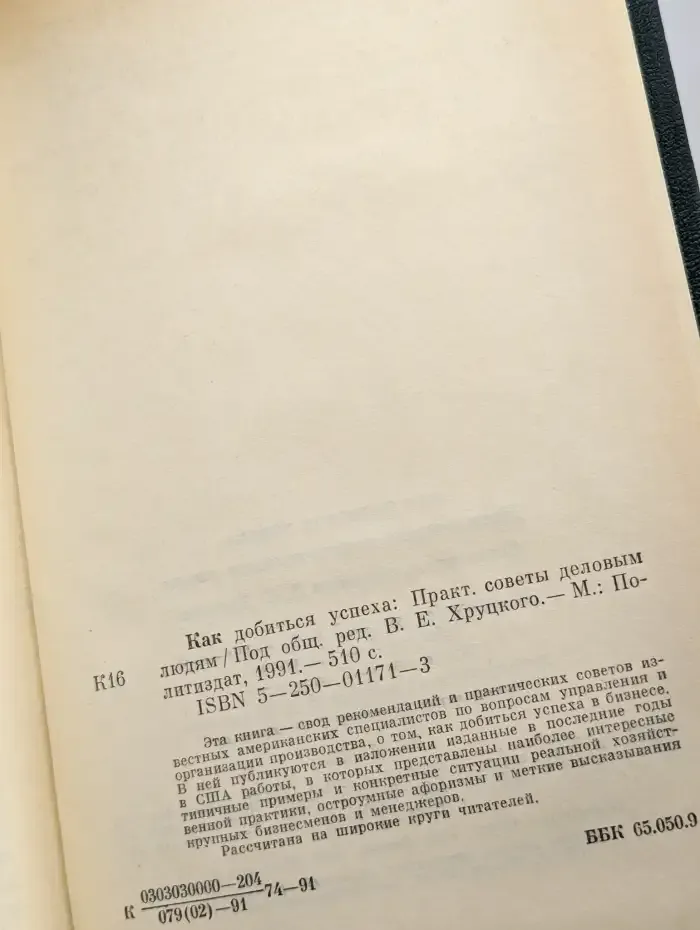 Как добиться успеха: Практ. советы деловым
К16 людям/Под общ. ред. В. Е. Хруцкого.— М.: По-
литиздат, 1991.— 510 с.
ISBN 5—250—01171—3
Эта книга — свод рекомендаций и практических советов из-
вестных американских специалистов по вопросам управления и
организации производства, о том, как добиться успеха в бизнесе.
В ней публикуются в изложении изданные в последние годы
в США работы, в которых представлены наиболее интересные
типичные примеры и конкретные ситуации реальной хозяйст-
венной практики, остроумные афоризмы и меткие высказывания
крупных бизнесменов и менеджеров.
Рассчитана на широкие круги читателей.
К 0303030000—204
079(02)—91 74—91
ББК 65.050.9